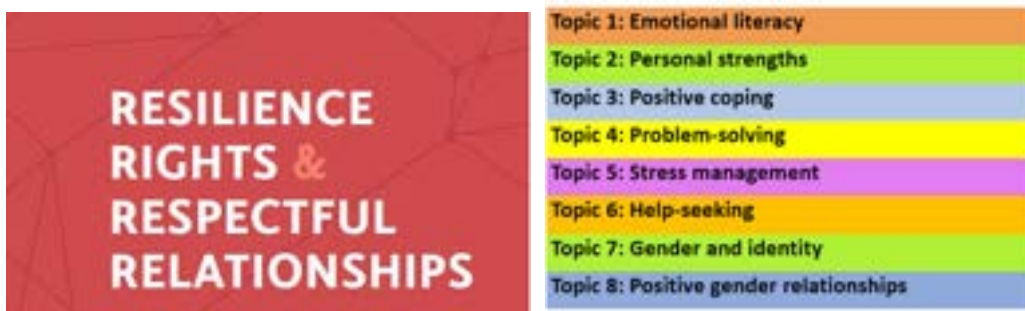 RESILIENCE
RIGHTS &
RESPECTFUL
RELATIONSHIPS
Topic 1: Emotional literacy
Topic 2: Personal strengths
Topic 3: Positive coping
Topic 4: Problem-solving
Topic 5: Stress management
Topic 6: Help-seeking
Topic 7: Gender and identity
Topic 8: Positive gender relationships